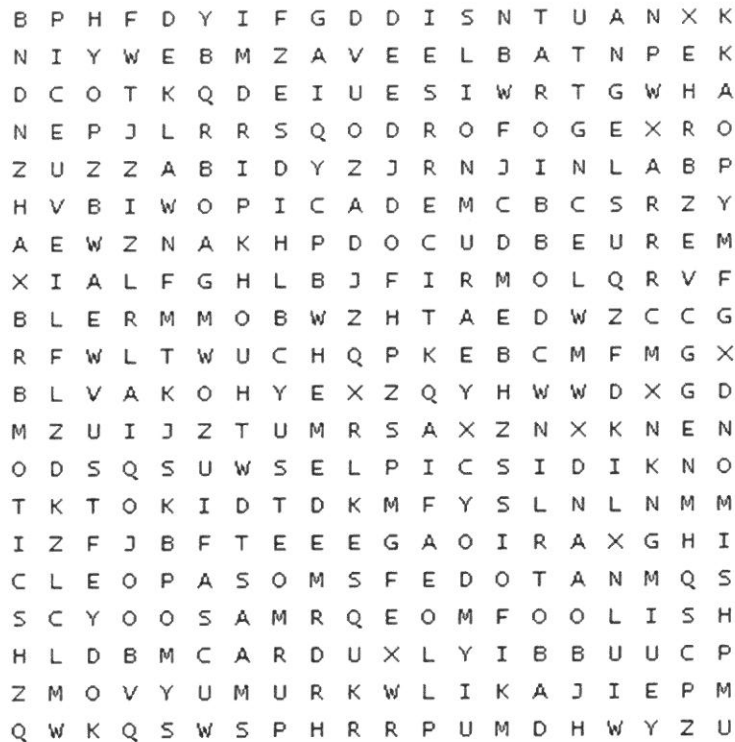 B P H F D Y I F G D D I S N T U A N X K
N I Y W E B M Z A V E E L B A T N P E K
D C O T K Q D E I U E S I W R T G W H A
N E P J L R R S Q O D R O F O G E X R O
Z U Z Z A B I D Y Z J R N J I N L A B P
H V B I W O P I C A D E M C B C S R Z Y
A E W Z N A K H P D O C U D B E U R E M
X I A L F G H L B J F I R M O L Q R V F
B L E R M M O B W Z H T A E D W Z C C G
R F W L T W U C H Q P K E B C M F M G X
B L V A K O H Y E X Z Q Y H W W D X G D
M Z U I J Z T U M R S A X Z N X K N E N
O D S Q S U W S E L P I C S I D I K N O
T K T O K I D T D K M F Y S L N L N M M
I Z F J B F T E E E G A O I R A X G H I
C L E O P A S O M S F E D O T A N M Q S
S C Y O O S A M R Q E O M F O O L I S H
H L D B M C A R D U X L Y I B B U U C P
Z M O V Y U M U R K W L I K A J I E P M
Q W K Q S W S P H R R P U M D H W Y Z U